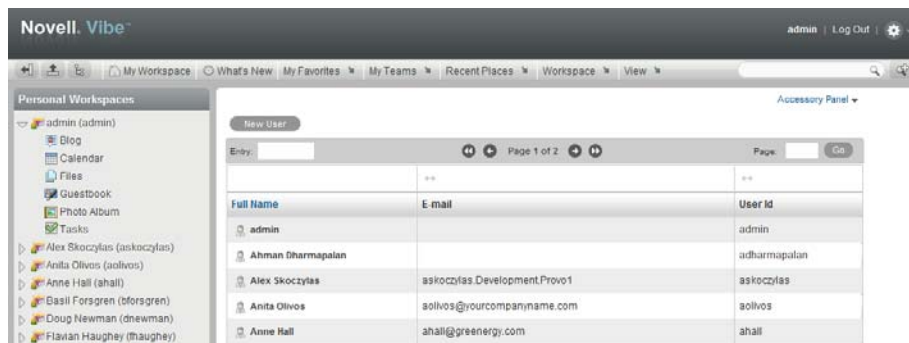 Novell. Vibe™
admin | Log Out |
My Workspace What's New My Favorites My Teams Recent Places Workspace View
Personal Workspaces
admin (admin)
Blog
Calendar
Files
Guestbook
Photo Album
Tasks
Alex Skoczylas (askoczylas)
Anita Olivos (aolivos)
Anne Hall (ahall)
Basil Forsgren (bforsgren)
Doug Newman (dnewman)
Flavian Haughey (fhaughey)
Accessory Panel
New User
Entry: Page 1 of 2 Page: Go
Full Name E-mail User Id
admin admin
Ahman Dharmapalan adharmapalan
Alex Skoczylas askoczylas.Development.Provo1 askoczylas
Anita Olivos aolivos@yourcompanyname.com aolivos
Anne Hall ahall@greenergy.com ahall